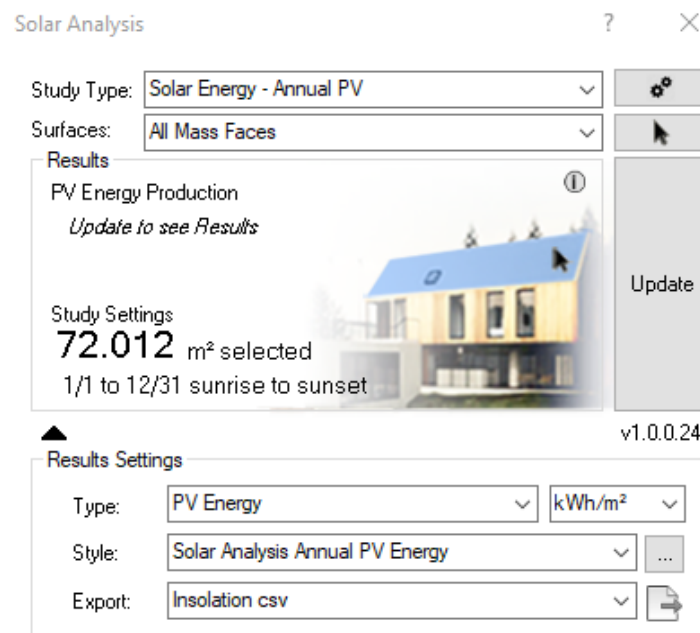 Solar Analysis ?
Study Type: Solar Energy - Annual PV
Surfaces: All Mass Faces
Results
PV Energy Production
Update to see Results
Update
Study Settings
72.012 m² selected
1/1 to 12/31 sunrise to sunset
v1.0.0.24
Results Settings
Type: PV Energy kWh/m²
Style: Solar Analysis Annual PV Energy ...
Export: Insolation csv